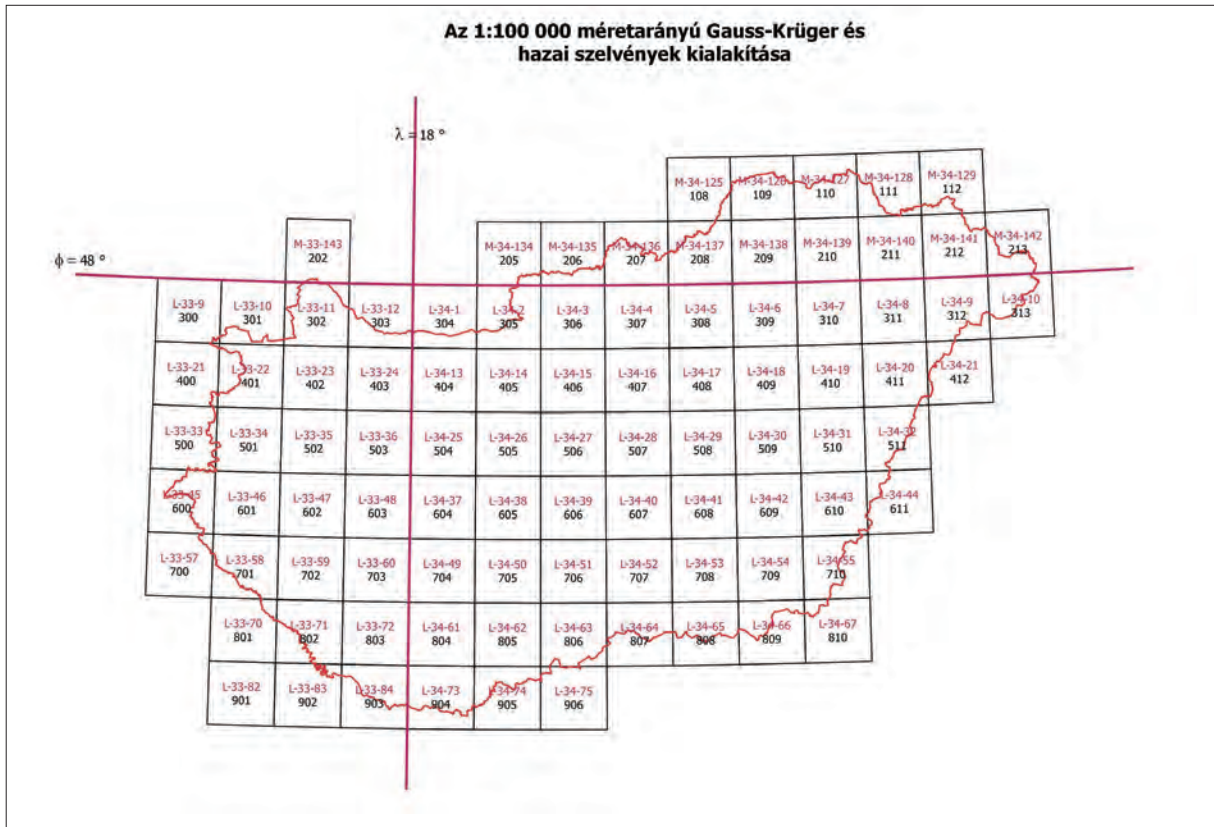 Az 1:100 000 méretarányú Gauss-Krüger és
hazai szelvények kialakítása
λ = 18 °
M-34-125 M-34-126 M-34-127 M-34-128 M-34-129
108 109 110 111 112
M-33-143 M-34-134 M-34-135 M-34-136 M-34-137 M-34-138 M-34-139 M-34-140 M-34-141 M-34-142
202 205 206 207 208 209 210 211 212 213
ϕ = 48 °
L-33-9 L-33-10 L-33-11 L-33-12 L-34-1 L-34-2 L-34-3 L-34-4 L-34-5 L-34-6 L-34-7 L-34-8 L-34-9 L-34-10
300 301 302 303 304 305 306 307 308 309 310 311 312 313
L-33-21 L-33-22 L-33-23 L-33-24 L-34-13 L-34-14 L-34-15 L-34-16 L-34-17 L-34-18 L-34-19 L-34-20 L-34-21
400 401 402 403 404 405 406 407 408 409 410 411 412
L-33-33 L-33-34 L-33-35 L-33-36 L-34-25 L-34-26 L-34-27 L-34-28 L-34-29 L-34-30 L-34-31 L-34-32
500 501 502 503 504 505 506 507 508 509 510 511
L-33-45 L-33-46 L-33-47 L-33-48 L-34-37 L-34-38 L-34-39 L-34-40 L-34-41 L-34-42 L-34-43 L-34-44
600 601 602 603 604 605 606 607 608 609 610 611
L-33-57 L-33-58 L-33-59 L-33-60 L-34-49 L-34-50 L-34-51 L-34-52 L-34-53 L-34-54 L-34-55
700 701 702 703 704 705 706 707 708 709 710
L-33-70 L-33-71 L-33-72 L-34-61 L-34-62 L-34-63 L-34-64 L-34-65 L-34-66 L-34-67
801 802 803 804 805 806 807 808 809 810
L-33-82 L-33-83 L-33-84 L-34-73 L-34-74 L-34-75
901 902 903 904 905 906